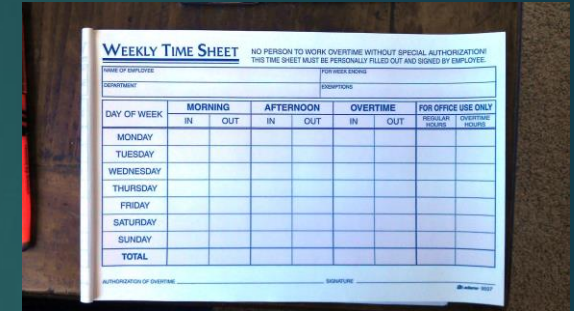 WEEKLY TIME SHEET
NO PERSON TO WORK OVERTIME WITHOUT SPECIAL AUTHORIZATION!
THIS TIME SHEET MUST BE PERSONALLY FILLED OUT AND SIGNED BY EMPLOYEE.
NAME OF EMPLOYEE
FOR WEEK ENDING
DEPARTMENT
EXEMPTIONS
DAY OF WEEK
MORNING AFTERNOON OVERTIME FOR OFFICE USE ONLY
IN OUT IN OUT IN OUT REGULAR HOURS OVERTIME HOURS
MONDAY
TUESDAY
WEDNESDAY
THURSDAY
FRIDAY
SATURDAY
SUNDAY
TOTAL
AUTHORIZATION OF OVERTIME SIGNATURE
adams